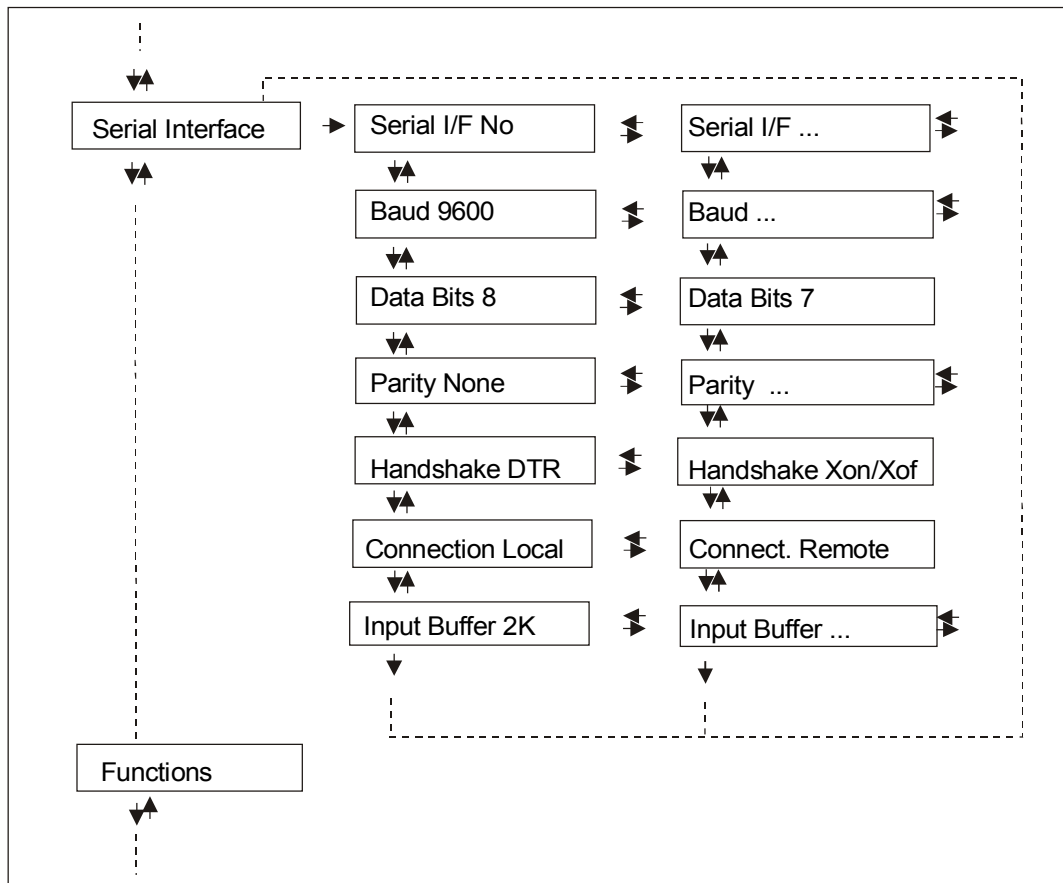 Serial Interface
Serial I/F No
Serial I/F ...
Baud 9600
Baud ...
Data Bits 8
Data Bits 7
Parity None
Parity ...
Handshake DTR
Handshake Xon/Xof
Connection Local
Connect. Remote
Input Buffer 2K
Input Buffer ...
Functions